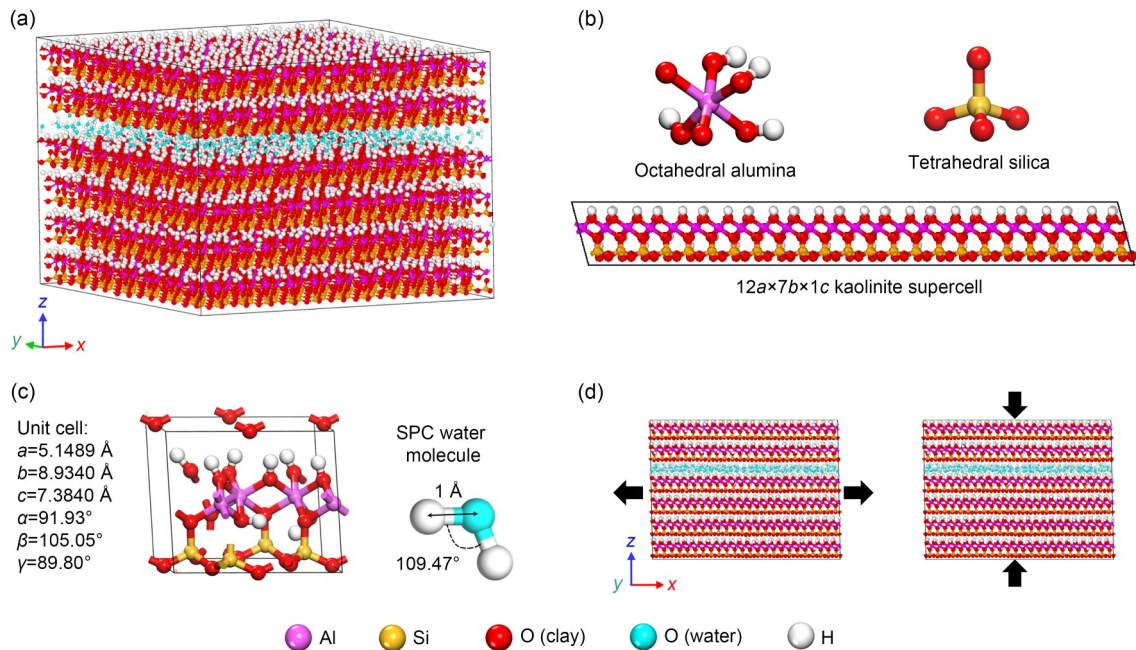 (a)
(b)
Octahedral alumina
Tetrahedral silica
12a×7b×1c kaolinite supercell
z
y
x
(c)
Unit cell:
a=5.1489 Å
b=8.9340 Å
c=7.3840 Å
α=91.93°
β=105.05°
γ=89.80°
SPC water
molecule
1 Å
109.47°
(d)
z
y
x
Al
Si
O (clay)
O (water)
H